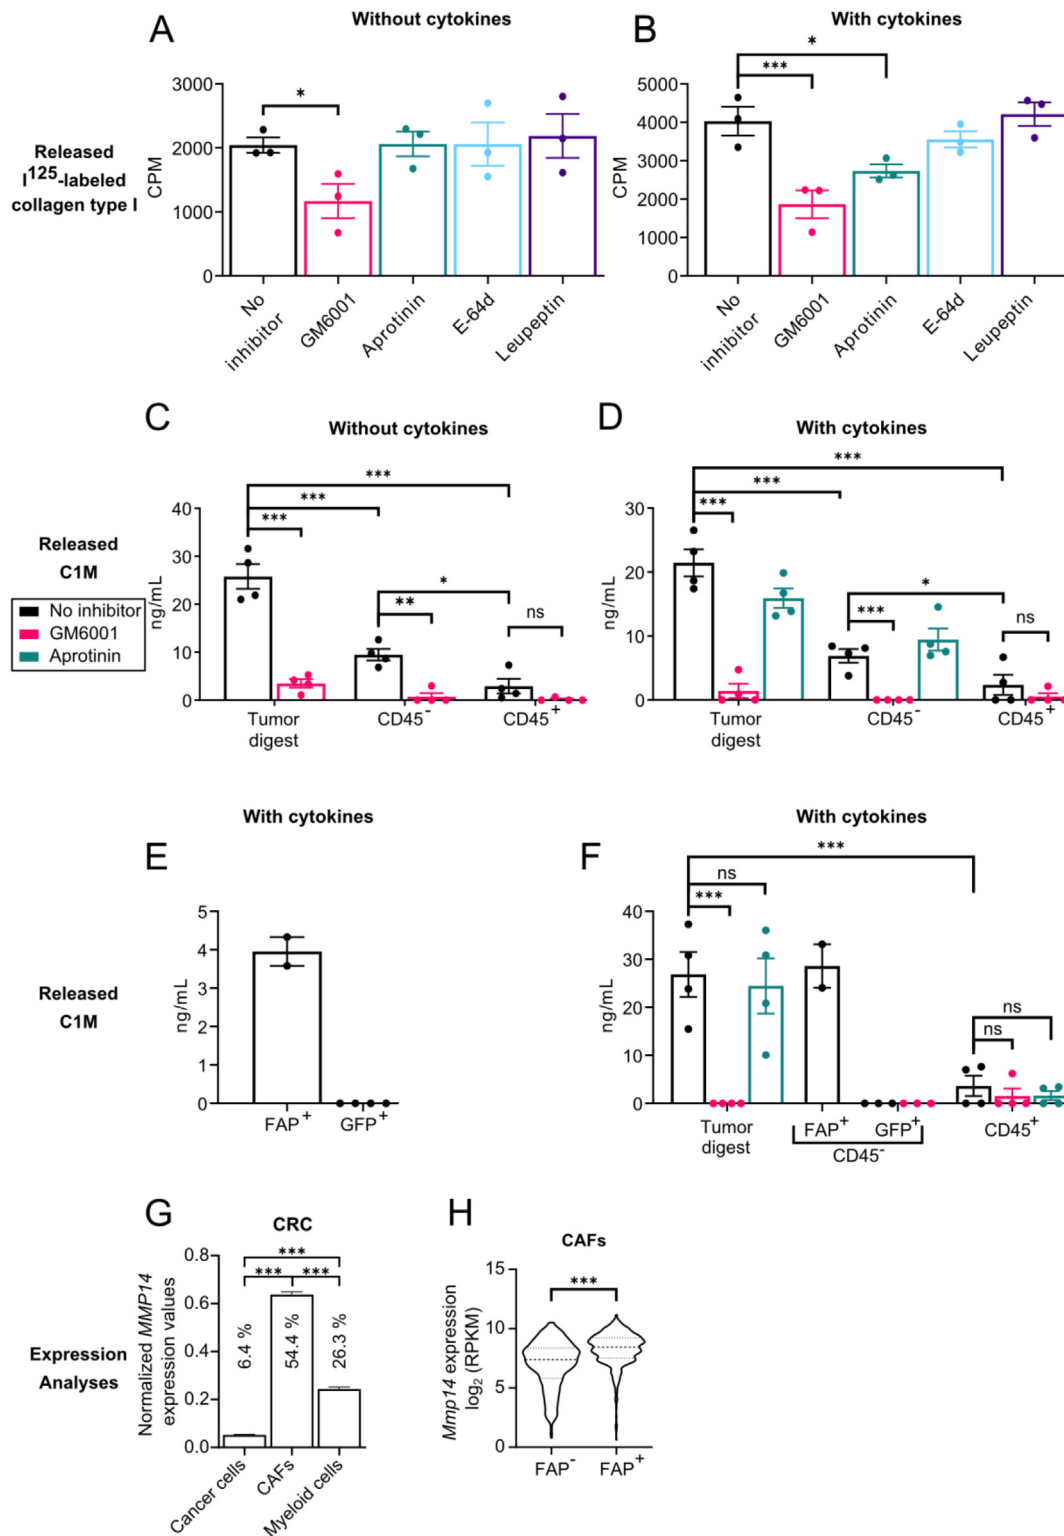 Without cytokines
With cytokines
A
B
Released
I125-labeled
collagen type I
CPM
3000
2000
1000
0
*
No inhibitor
GM6001
Aprotinin
E-64d
Leupeptin
CPM
5000
4000
3000
2000
1000
0
*
***
No inhibitor
GM6001
Aprotinin
E-64d
Leupeptin
C
Without cytokines
D
With cytokines
Released
C1M
No inhibitor
GM6001
Aprotinin
ng/mL
40
30
20
10
0
***
***
***
*
**
ns
Tumor
digest
CD45-
CD45+
ng/mL
30
20
10
0
***
***
***
*
***
ns
Tumor
digest
CD45-
CD45+
With cytokines
With cytokines
E
F
Released
C1M
ng/mL
5
4
3
2
1
0
FAP+
GFP+
ng/mL
40
30
20
10
0
***
ns
***
ns
ns
Tumor
digest
FAP+
GFP+
CD45-
CD45+
G
CRC
H
CAFs
Expression
Analyses
Normalized MMP14
expression values
0.8
0.6
0.4
0.2
0.0
***
*** ***
6.4 %
54.4 %
26.3 %
Cancer cells
CAFs
Myeloid cells
Mmp14 expression
log2 (RPKM)
15
10
5
0
***
FAP-
FAP+